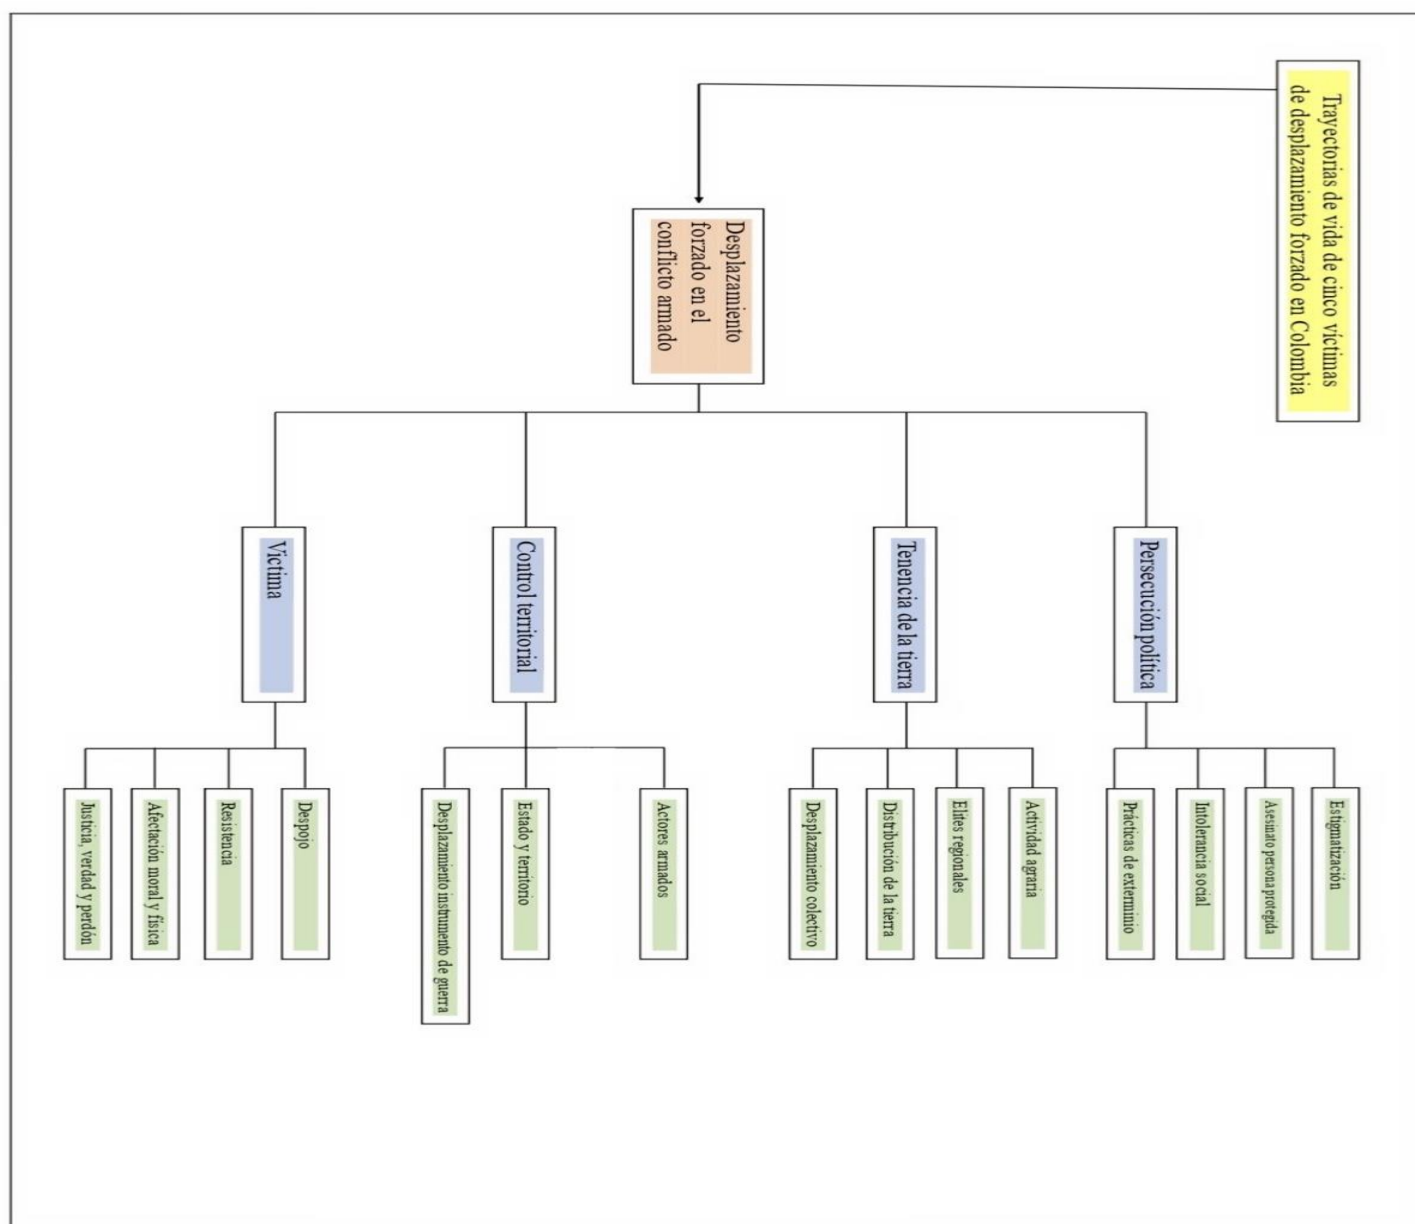 Trayectorias de vida de cinco víctimas
de desplazamiento forzado en Colombia
Desplazamiento
forzado en el
conflicto armado
Persecución política
Estigmatización
Asesinato persona protegida
Intolerancia social
Prácticas de exterminio
Tenencia de la tierra
Actividad agraria
Elites regionales
Distribución de la tierra
Desplazamiento colectivo
Control territorial
Actores armados
Estado y territorio
Desplazamiento instrumento de guerra
Victima
Despojo
Resistencia
Afectación moral y física
Justicia, verdad y perdón